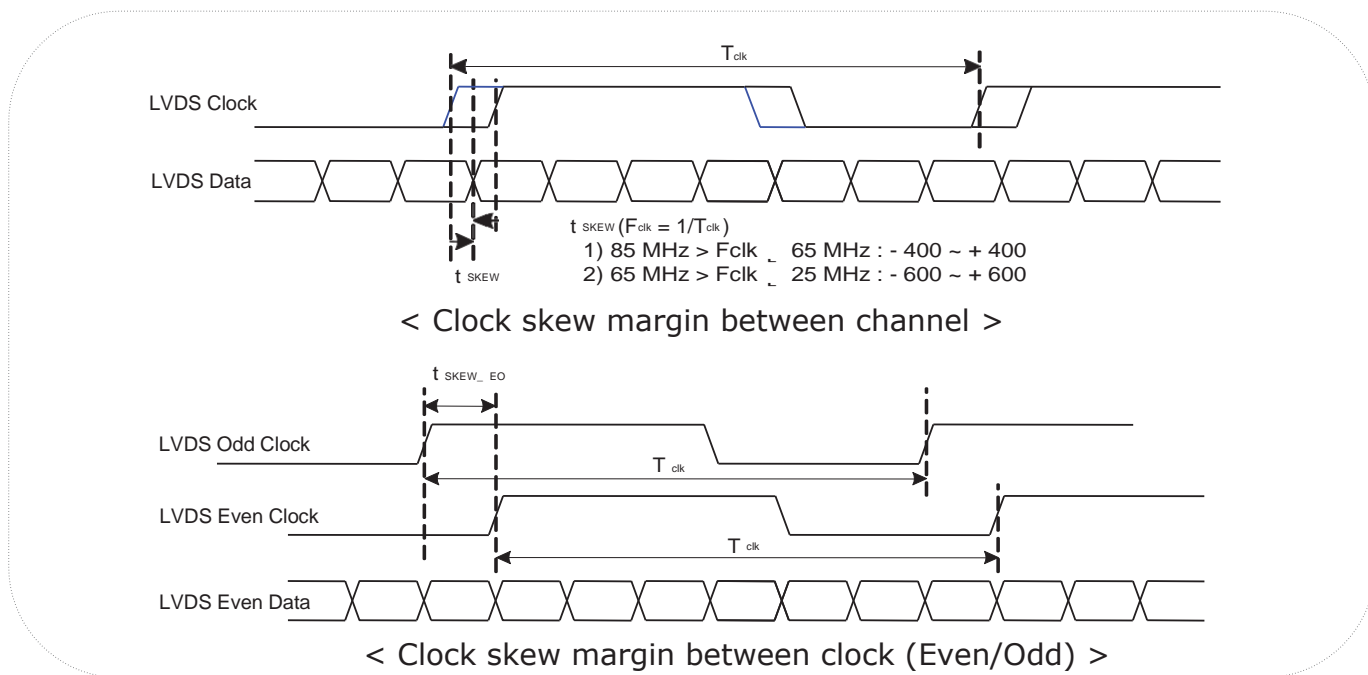 Tclk
LVDS Clock
LVDS Data
t SKEW (Fclk = 1/Tclk)
1) 85 MHz > Fclk 65 MHz : - 400 ~ + 400
2) 65 MHz > Fclk 25 MHz : - 600 ~ + 600
t SKEW
< Clock skew margin between channel >
t SKEW_ EO
LVDS Odd Clock
T clk
LVDS Even Clock
T clk
LVDS Even Data
< Clock skew margin between clock (Even/Odd) >